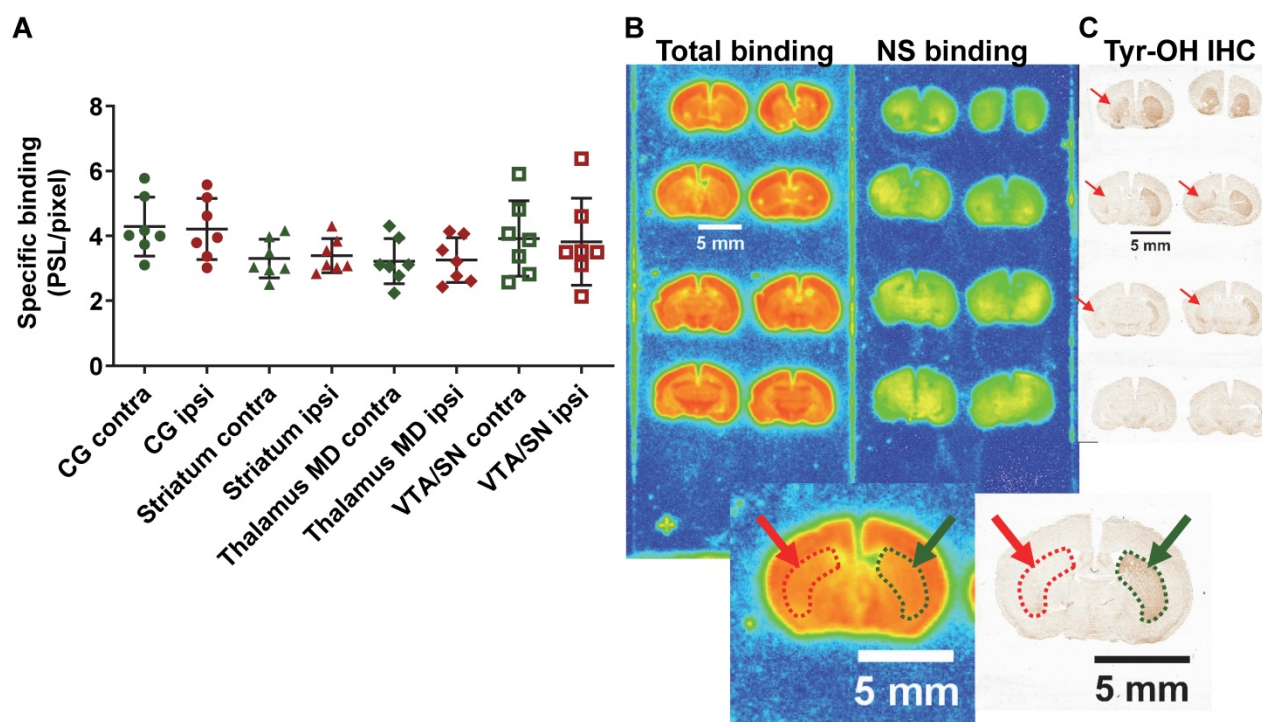 A
Specific binding
(PSL/pixel)
8
6
4
2
0
CG contra
CG ipsi
Striatum contra
Striatum ipsi
Thalamus MD contra
Thalamus MD ipsi
VTA/SN contra
VTA/SN ipsi
B
Total binding
NS binding
5 mm
C
Tyr-OH IHC
5 mm
5 mm
5 mm